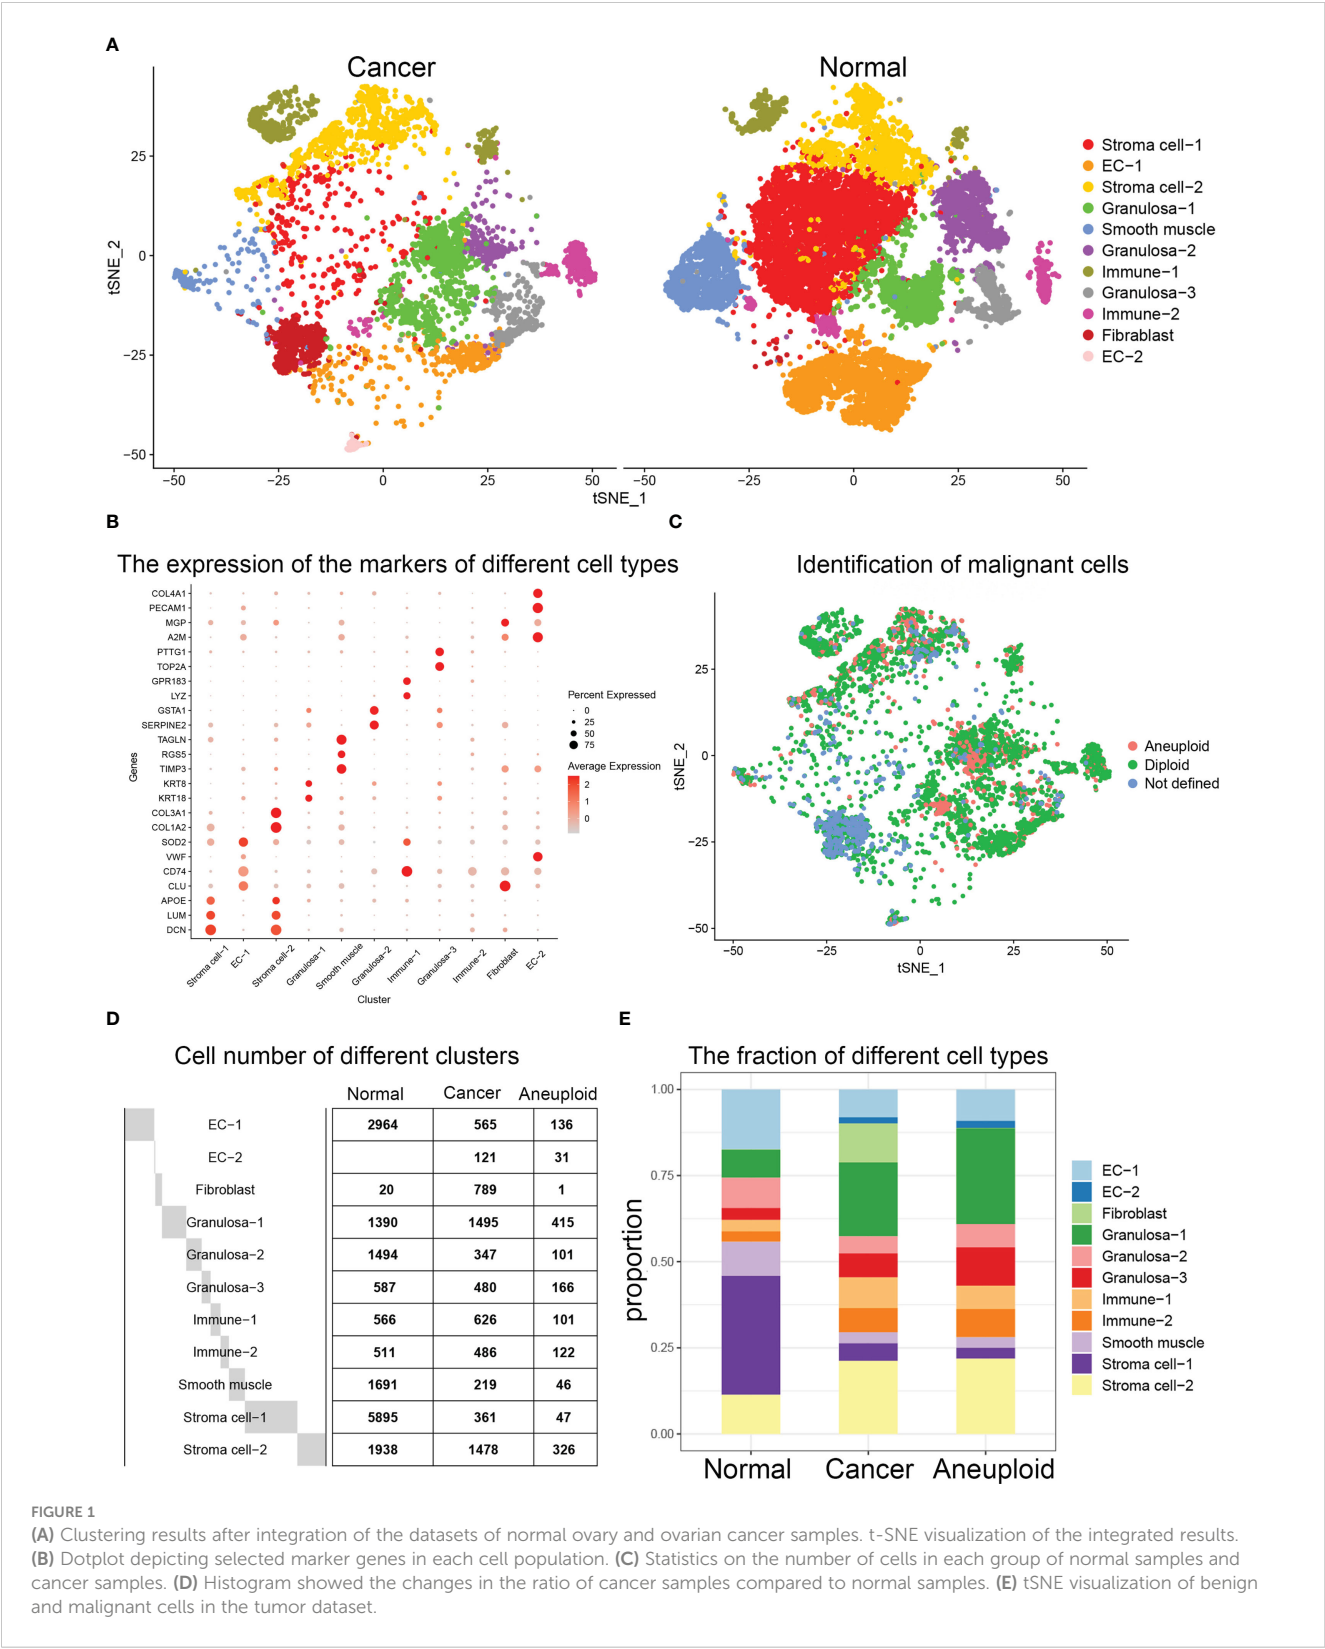 A
Cancer
Normal
25
0
−25
−50
tSNE_2
−50 −25 0 25 50
−50 −25 0 25 50
tSNE_1
Stroma cell−1
EC−1
Stroma cell−2
Granulosa−1
Smooth muscle
Granulosa−2
Immune−1
Granulosa−3
Immune−2
Fibrablast
EC−2
B
The expression of the markers of different cell types
COL4A1
PECAM1
MGP
A2M
PTTG1
TOP2A
GPR183
LYZ
GSTA1
SERPINE2
TAGLN
RGS5
TIMP3
KRT8
KRT18
COL3A1
COL1A2
SOD2
VWF
CD74
CLU
APOE
LUM
DCN
Genes
Stroma cell−1
EC−1
Stroma cell−2
Granulosa−1
Smooth muscle
Granulosa−2
Immune−1
Granulosa−3
Immune−2
Fibroblast
EC−2
Cluster
Percent Expressed
0
25
50
75
Average Expression
2
1
0
C
Identification of malignant cells
25
0
−25
−50
tSNE_2
−50 −25 0 25 50
tSNE_1
Aneuploid
Diploid
Not defined
D
Cell number of different clusters
Normal Cancer Aneuploid
EC−1 2964 565 136
EC−2 121 31
Fibroblast 20 789 1
Granulosa−1 1390 1495 415
Granulosa−2 1494 347 101
Granulosa−3 587 480 166
Immune−1 566 626 101
Immune−2 511 486 122
Smooth muscle 1691 219 46
Stroma cell−1 5895 361 47
Stroma cell−2 1938 1478 326
E
The fraction of different cell types
1.00
0.75
0.50
0.25
0.00
proportion
Normal Cancer Aneuploid
EC−1
EC−2
Fibroblast
Granulosa−1
Granulosa−2
Granulosa−3
Immune−1
Immune−2
Smooth muscle
Stroma cell−1
Stroma cell−2
FIGURE 1
(A) Clustering results after integration of the datasets of normal ovary and ovarian cancer samples. t-SNE visualization of the integrated results.
(B) Dotplot depicting selected marker genes in each cell population. (C) Statistics on the number of cells in each group of normal samples and
cancer samples. (D) Histogram showed the changes in the ratio of cancer samples compared to normal samples. (E) tSNE visualization of benign
and malignant cells in the tumor dataset.